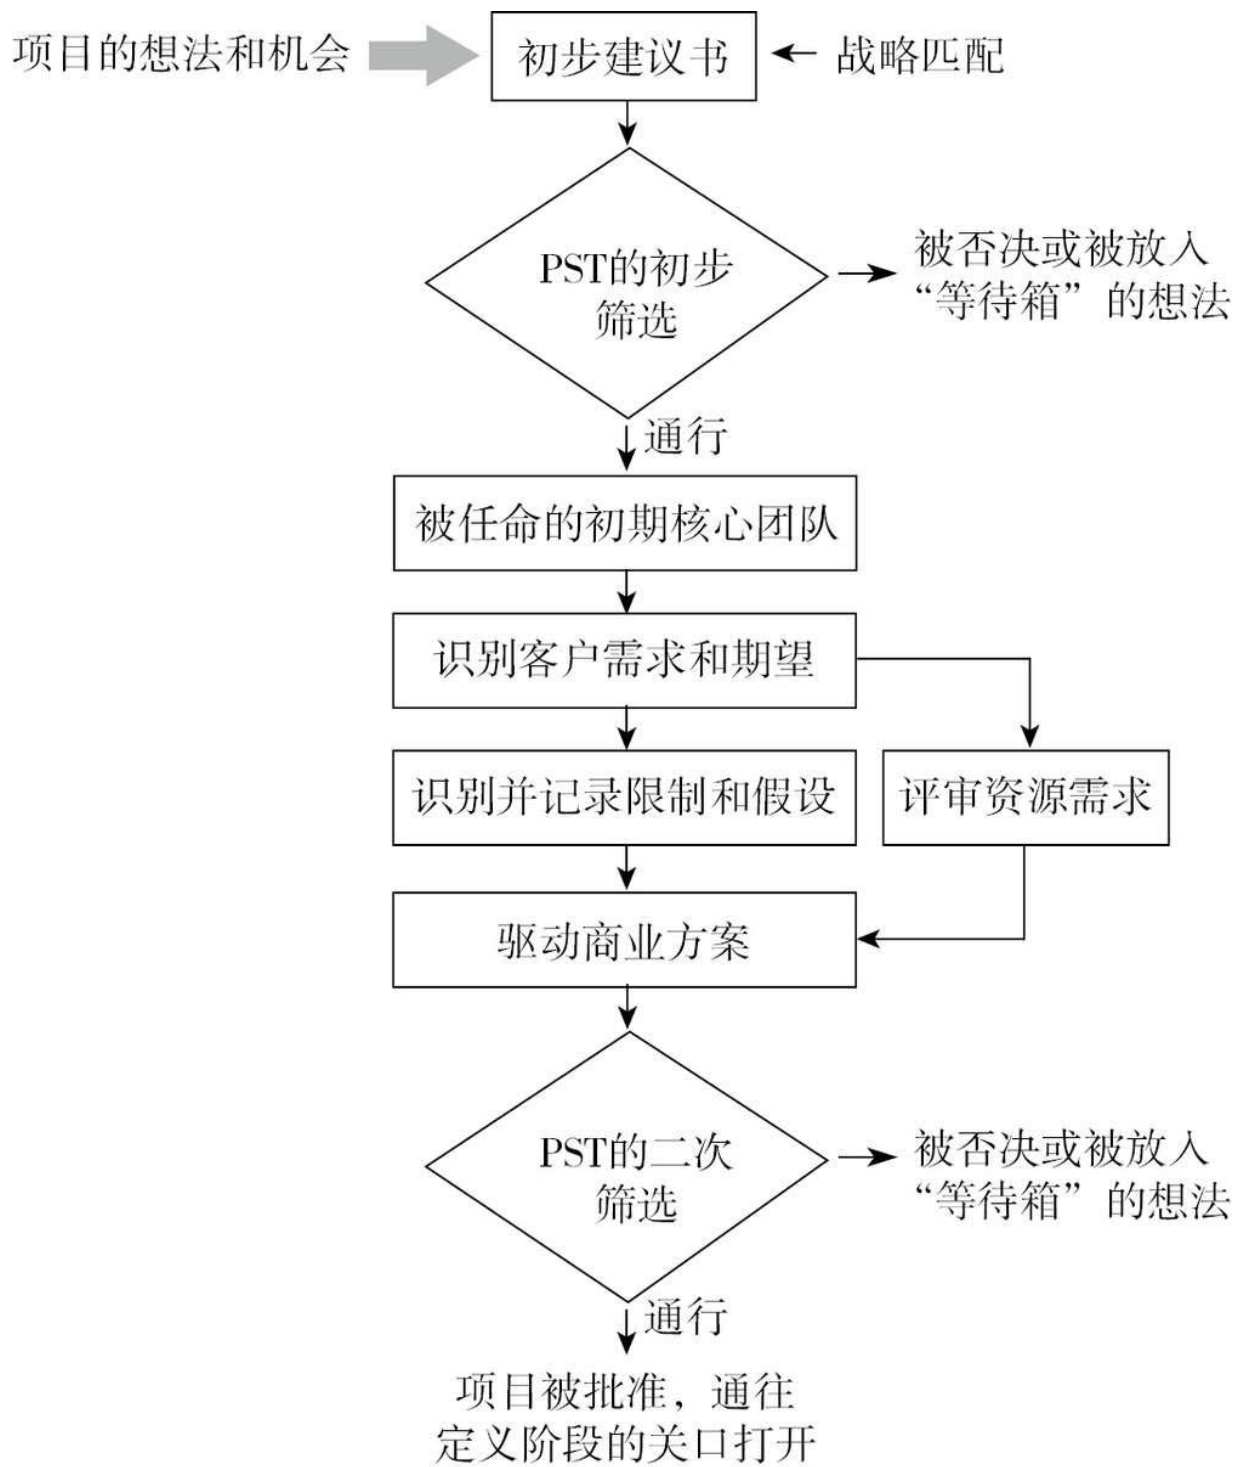 项目的想法和机会
初步建议书
战略匹配
PST的初步
筛选
被否决或被放入
“等待箱”的想法
通行
被任命的初期核心团队
识别客户需求和期望
识别并记录限制和假设
评审资源需求
驱动商业方案
PST的二次
筛选
被否决或被放入
“等待箱”的想法
通行
项目被批准，通往
定义阶段的关口打开